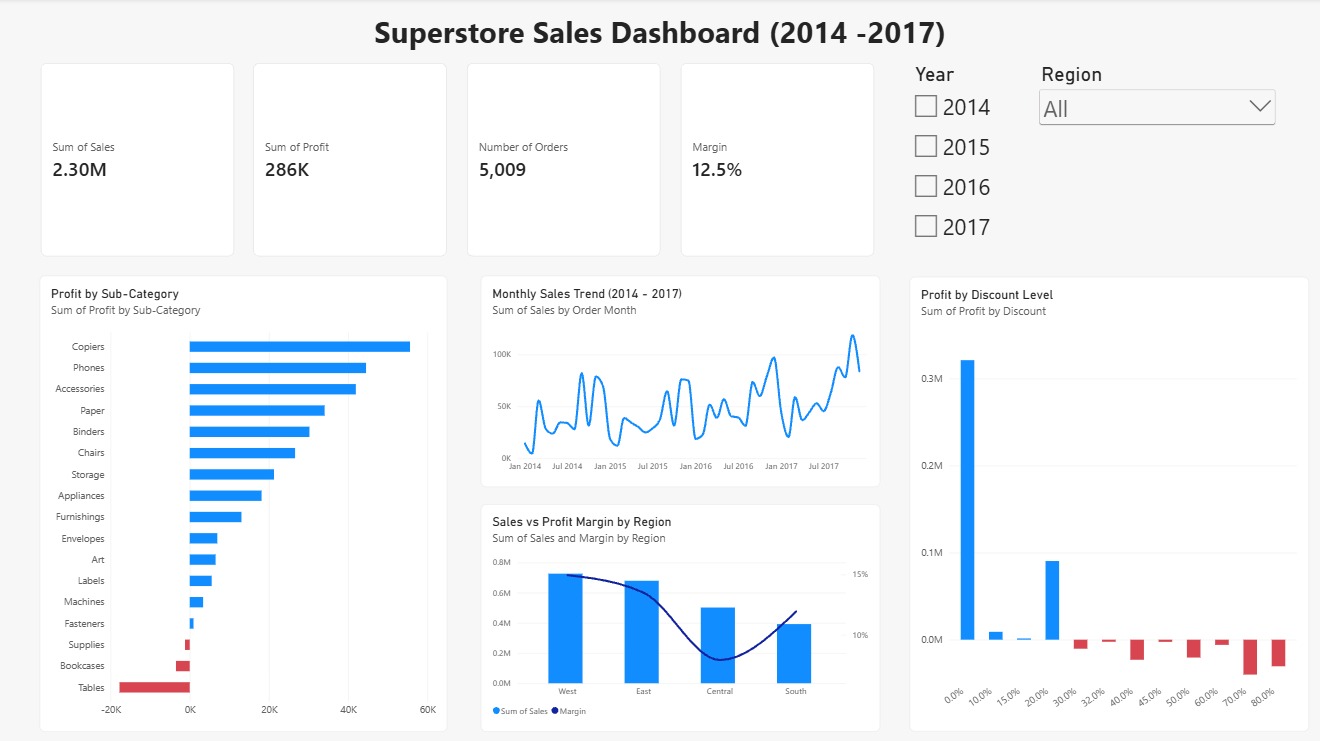 Superstore Sales Dashboard (2014 -2017)
Sum of Sales
2.30M
Sum of Profit
286K
Number of Orders
5,009
Margin
12.5%
Year
2014
2015
2016
2017
Region
All
Profit by Sub-Category
Sum of Profit by Sub-Category
Copiers
Phones
Accessories
Paper
Binders
Chairs
Storage
Appliances
Furnishings
Envelopes
Art
Labels
Machines
Fasteners
Supplies
Bookcases
Tables
-20K 0K 20K 40K 60K
Monthly Sales Trend (2014 - 2017)
Sum of Sales by Order Month
100K
50K
0K
Jan 2014 Jul 2014 Jan 2015 Jul 2015 Jan 2016 Jul 2016 Jan 2017 Jul 2017
Sales vs Profit Margin by Region
Sum of Sales and Margin by Region
0.8M
0.6M
0.4M
0.2M
0.0M
15%
10%
West East Central South
Sum of Sales Margin
Profit by Discount Level
Sum of Profit by Discount
0.3M
0.2M
0.1M
0.0M
0.0% 10.0% 15.0% 20.0% 30.0% 32.0% 40.0% 45.0% 50.0% 60.0% 70.0% 80.0%